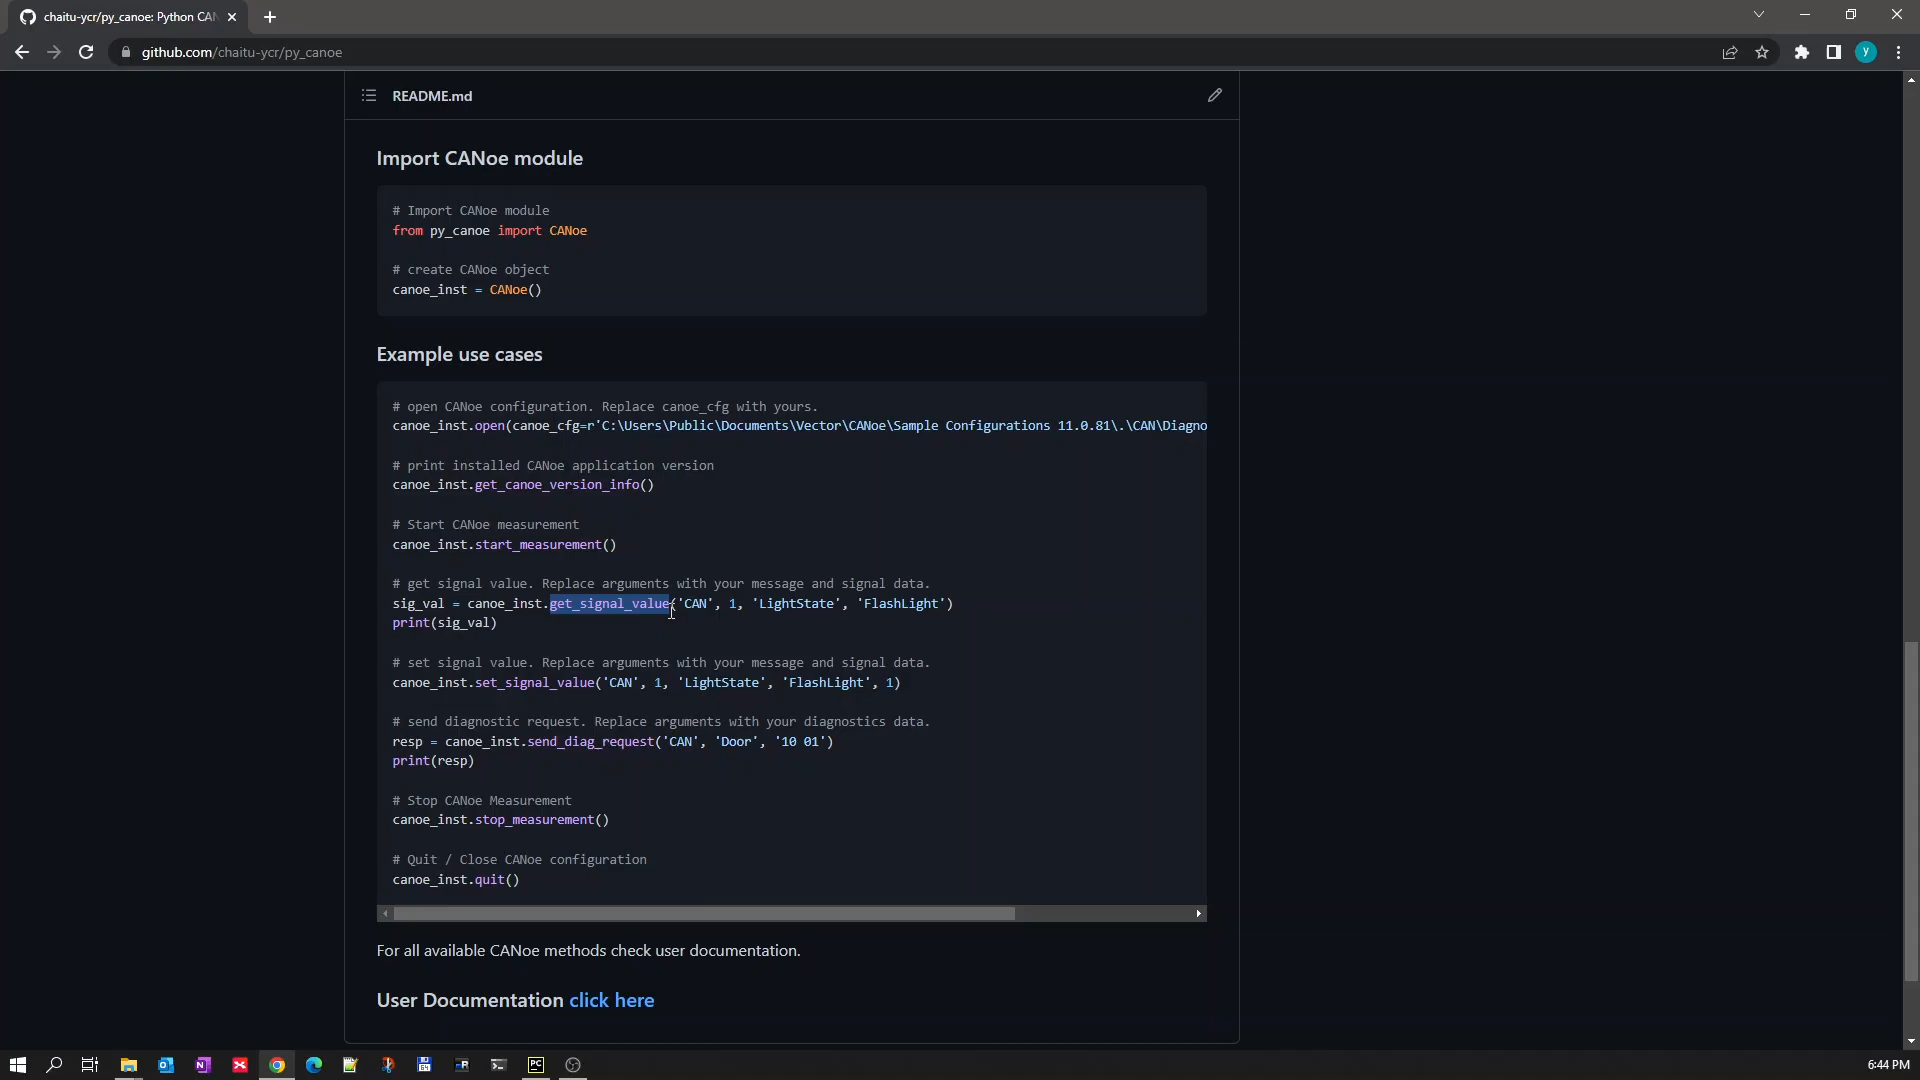 chaitu-ycr/py_canoe: Python CAN
github.com/chaitu-ycr/py_canoe
y
README.md
Import CANoe module
# Import CANoe module
from py_canoe import CANoe
# create CANoe object
canoe_inst = CANoe()
Example use cases
# open CANoe configuration. Replace canoe_cfg with yours.
canoe_inst.open(canoe_cfg=r'C:\Users\Public\Documents\Vector\CANoe\Sample Configurations 11.0.81\.\CAN\Diagno
# print installed CANoe application version
canoe_inst.get_canoe_version_info()
# Start CANoe measurement
canoe_inst.start_measurement()
# get signal value. Replace arguments with your message and signal data.
sig_val = canoe_inst.get_signal_value('CAN', 1, 'LightState', 'FlashLight')
print(sig_val)
# set signal value. Replace arguments with your message and signal data.
canoe_inst.set_signal_value('CAN', 1, 'LightState', 'FlashLight', 1)
# send diagnostic request. Replace arguments with your diagnostics data.
resp = canoe_inst.send_diag_request('CAN', 'Door', '10 01')
print(resp)
# Stop CANoe Measurement
canoe_inst.stop_measurement()
# Quit / Close CANoe configuration
canoe_inst.quit()
For all available CANoe methods check user documentation.
User Documentation click here
6:44 PM